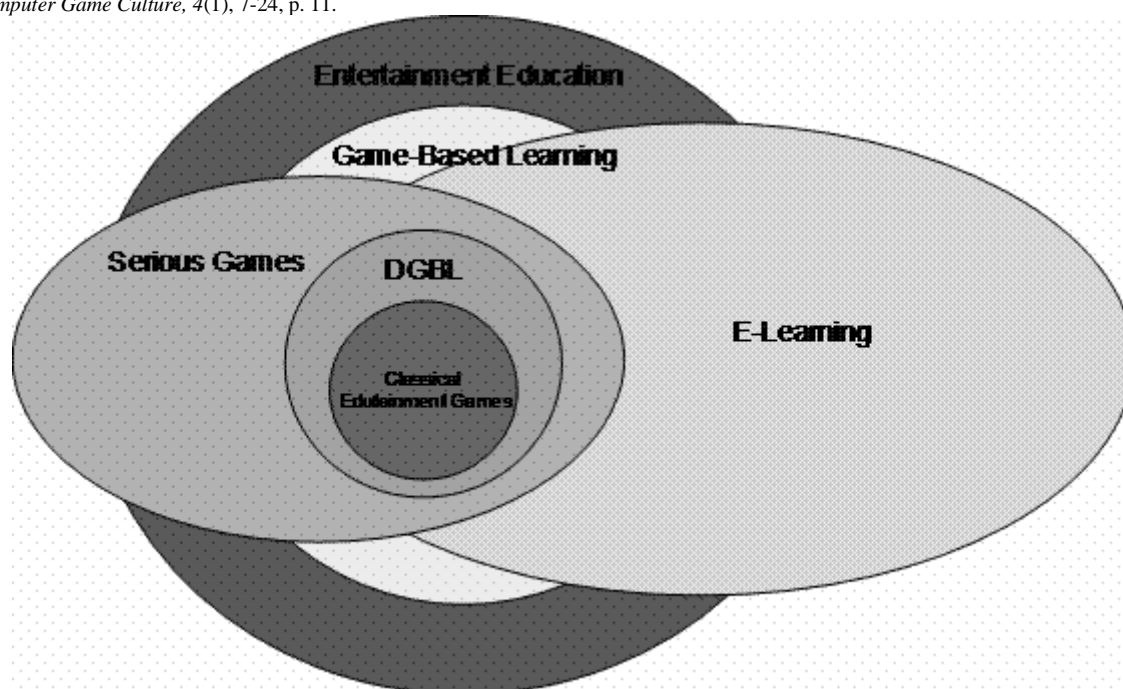 mputer Game Culture, 4(1), 7-24, p. 11.
Entertainment Education
Game-Based Learning
Serious Games
DGBL
E-Learning
Classical
Edutainment Games